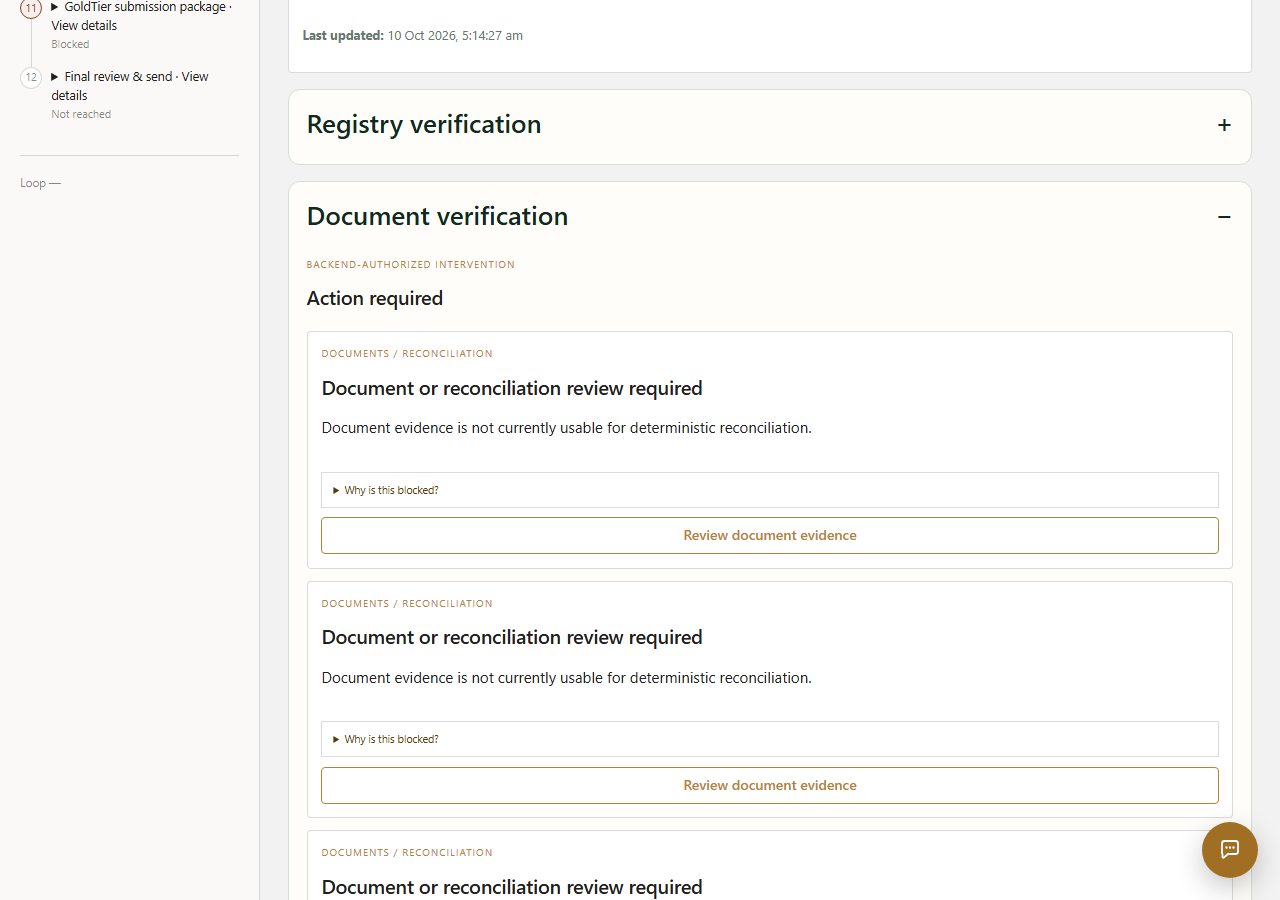 11
▶ GoldTier submission package ·
View details
Blocked
12
▶ Final review & send · View
details
Not reached
Loop —
Last updated: 10 Oct 2026, 5:14:27 am
Registry verification
+
Document verification
−
BACKEND-AUTHORIZED INTERVENTION
Action required
DOCUMENTS / RECONCILIATION
Document or reconciliation review required
Document evidence is not currently usable for deterministic reconciliation.
▶ Why is this blocked?
Review document evidence
DOCUMENTS / RECONCILIATION
Document or reconciliation review required
Document evidence is not currently usable for deterministic reconciliation.
▶ Why is this blocked?
Review document evidence
DOCUMENTS / RECONCILIATION
Document or reconciliation review required